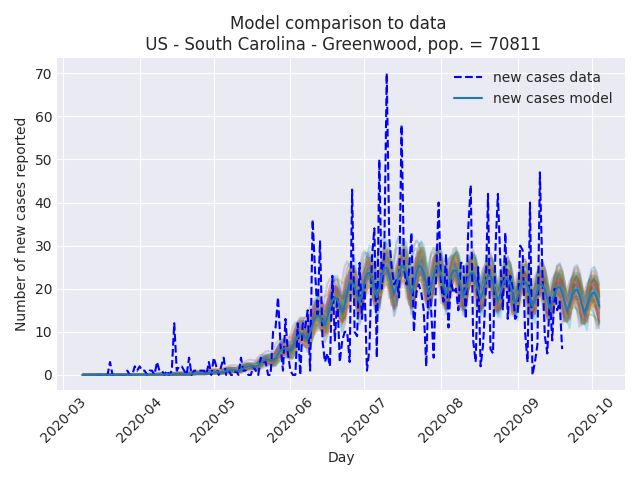 Model comparison to data
US - South Carolina - Greenwood, pop. = 70811
new cases data
new cases model
Number of new cases reported
70
60
50
40
30
20
10
0
2020-03
2020-04
2020-05
2020-06
2020-07
2020-08
2020-09
2020-10
Day